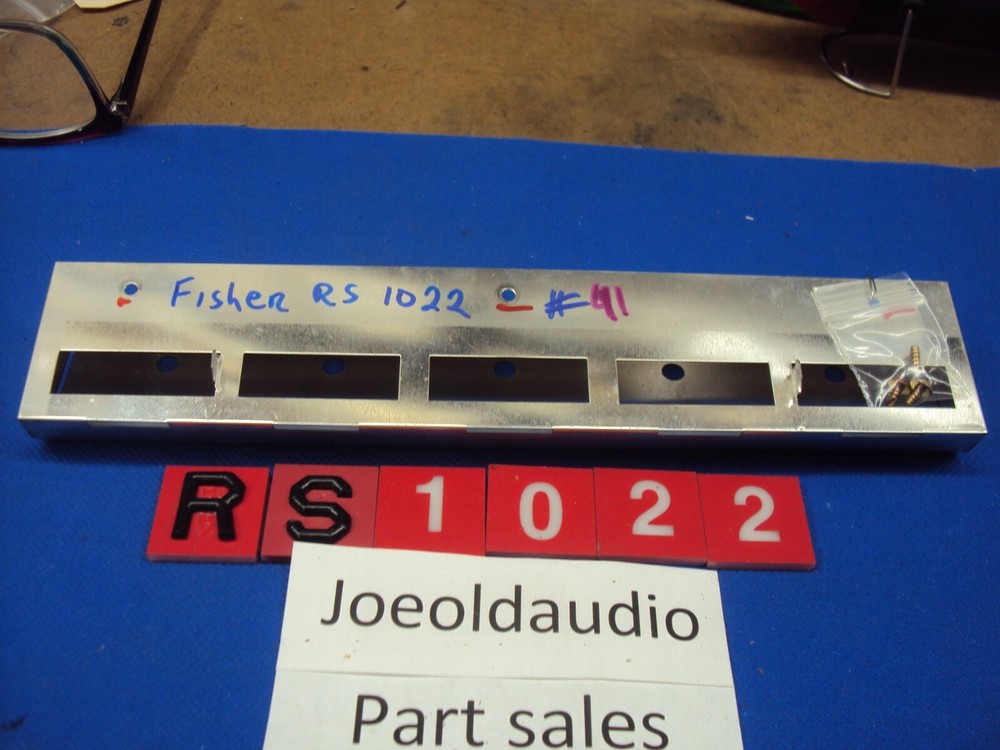 Fisher RS 1022 #41
RS1022
Joeoldaudio
Part sales